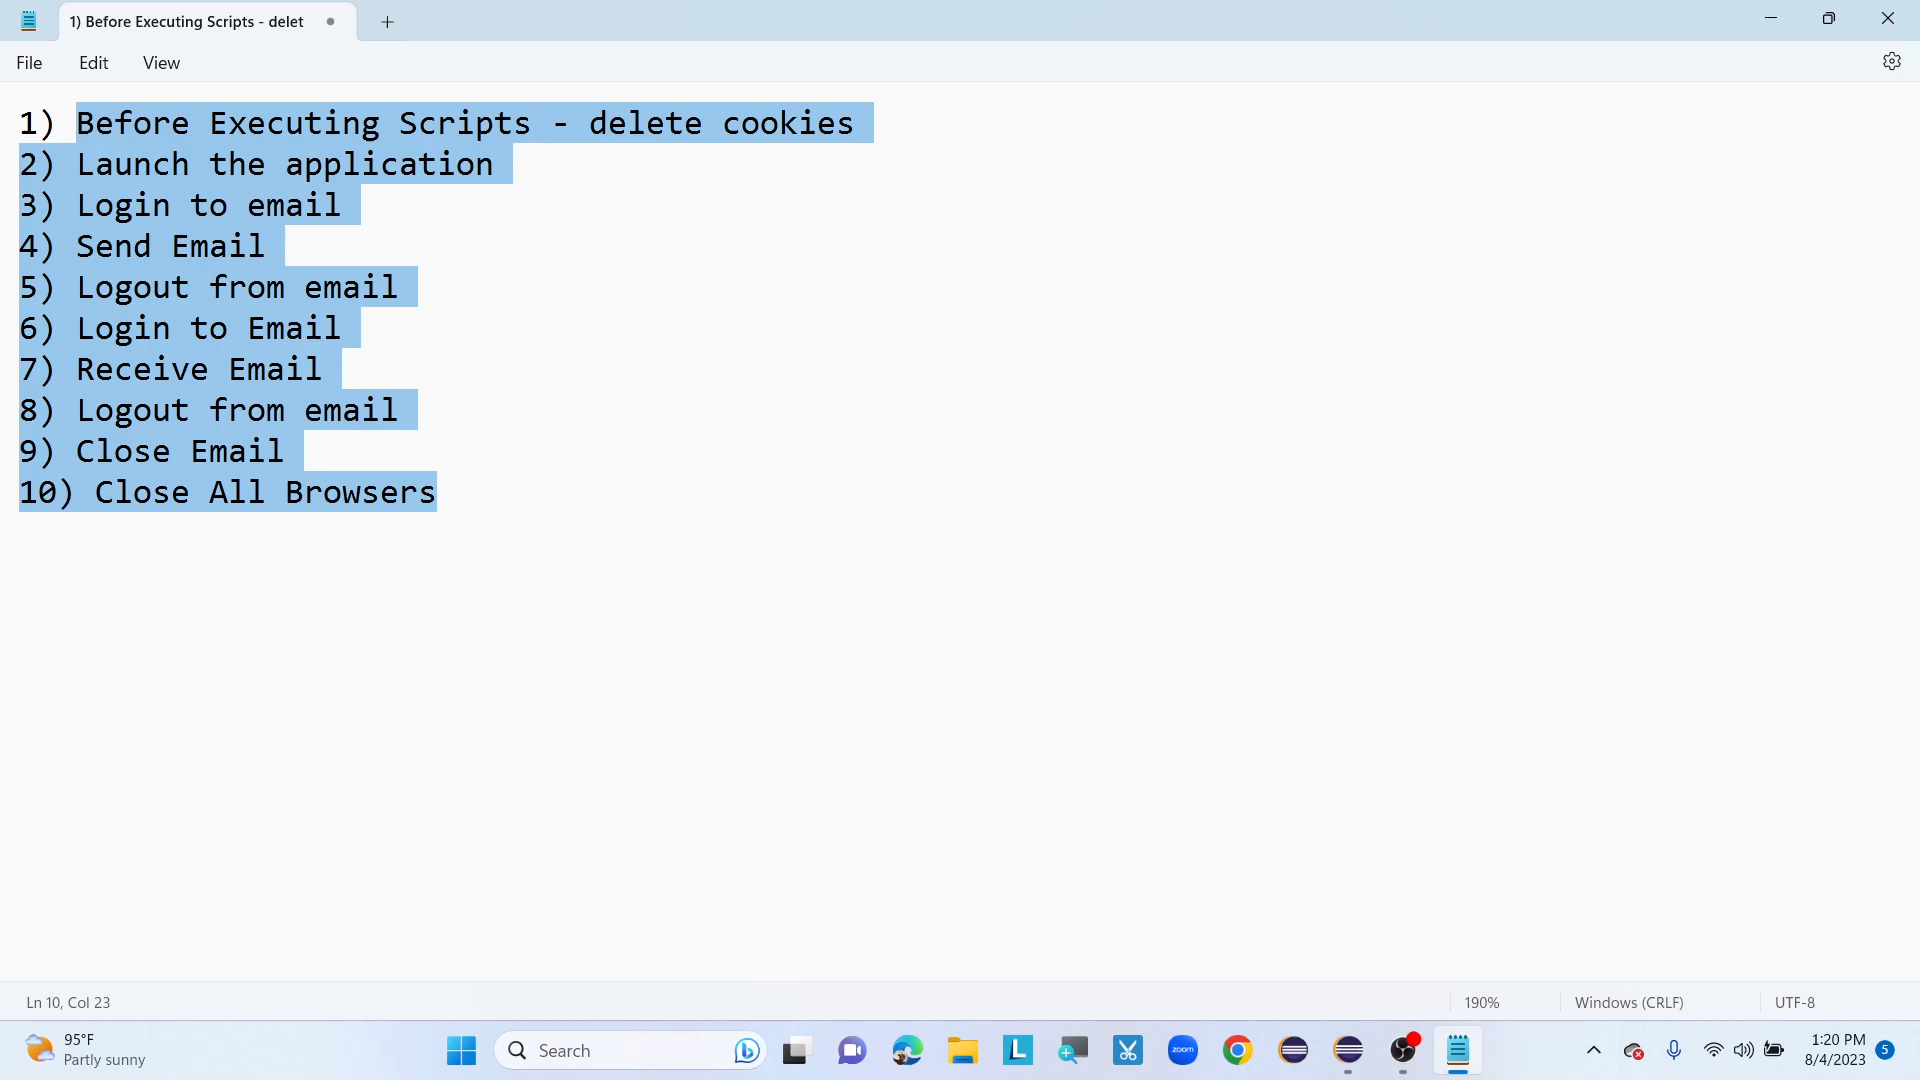 1) Before Executing Scripts - delet
File Edit View
1) Before Executing Scripts - delete cookies
2) Launch the application
3) Login to email
4) Send Email
5) Logout from email
6) Login to Email
7) Receive Email
8) Logout from email
9) Close Email
10) Close All Browsers
Ln 10, Col 23 190% Windows (CRLF) UTF-8
95°F
Partly sunny
Search
L
zoom
1:20 PM
8/4/2023
5